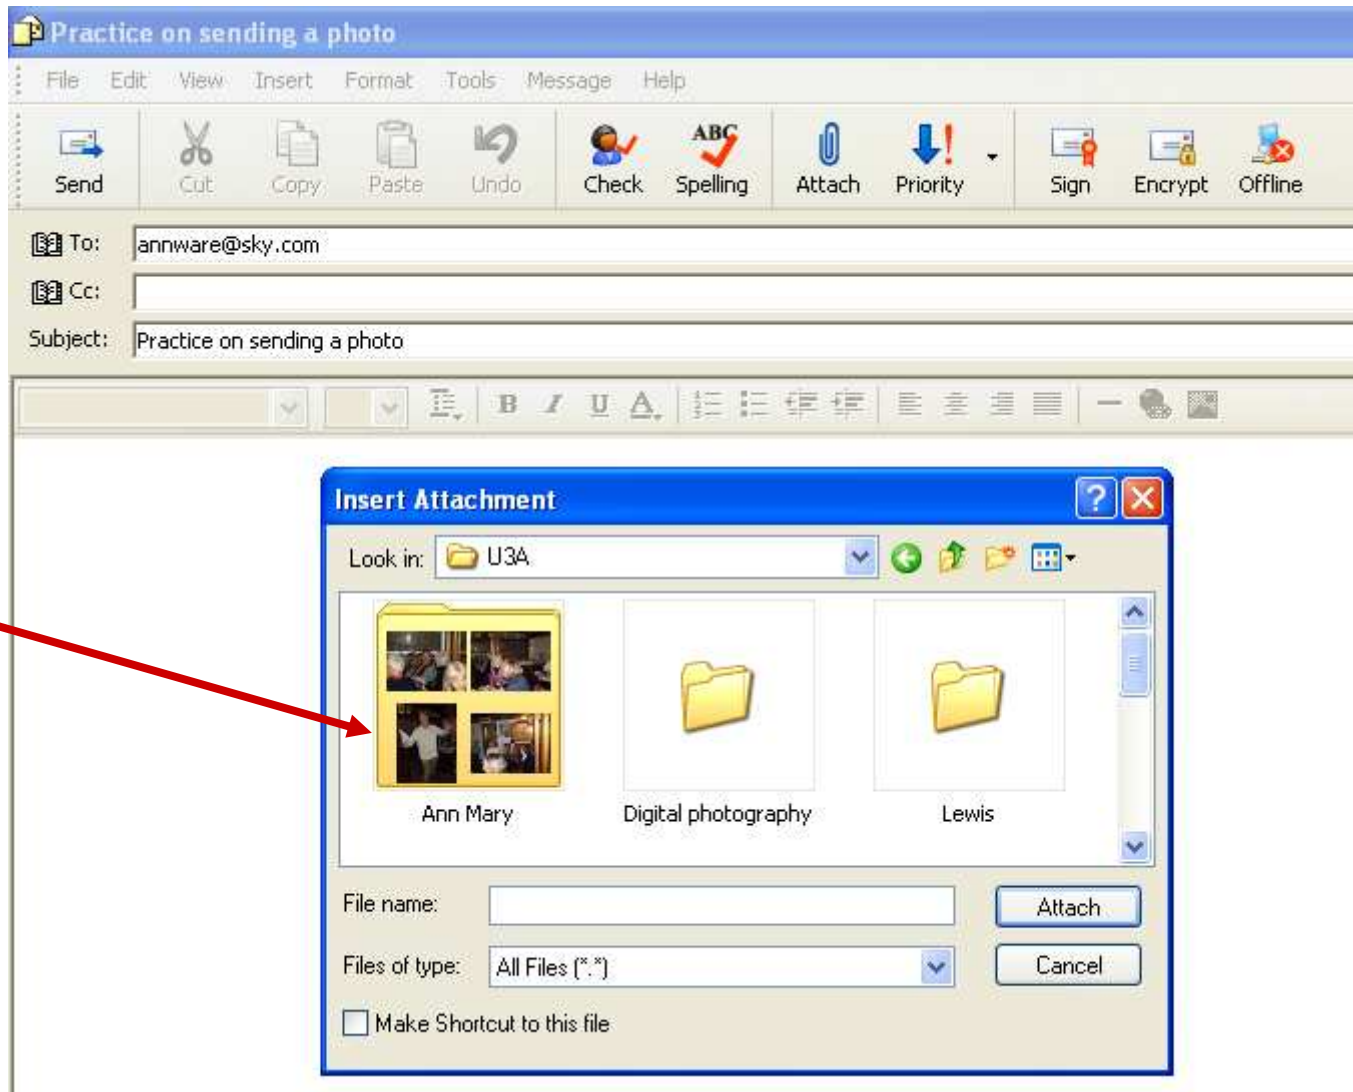 Practice on sending a photo
File Edit View Insert Format Tools Message Help
ABC
Send Cut Copy Paste Undo Check Spelling Attach Priority Sign Encrypt Offline
To: annware@sky.com
Cc:
Subject: Practice on sending a photo
B I U A
Insert Attachment ?
Look in: U3A
Ann Mary Digital photography Lewis
File name: Attach
Files of type: All Files (*.*) Cancel
Make Shortcut to this file